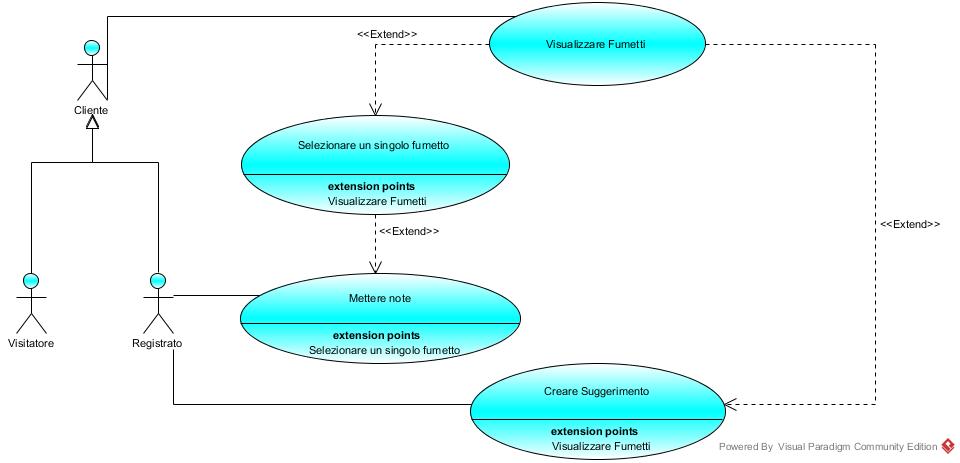 <<Extend>>
Visualizzare Fumetti
Cliente
Selezionare un singolo fumetto
extension points
Visualizzare Fumetti
<<Extend>>
<<Extend>>
Mettere note
extension points
Selezionare un singolo fumetto
Visitatore
Registrato
Creare Suggerimento
extension points
Visualizzare Fumetti
Powered By Visual Paradigm Community Edition